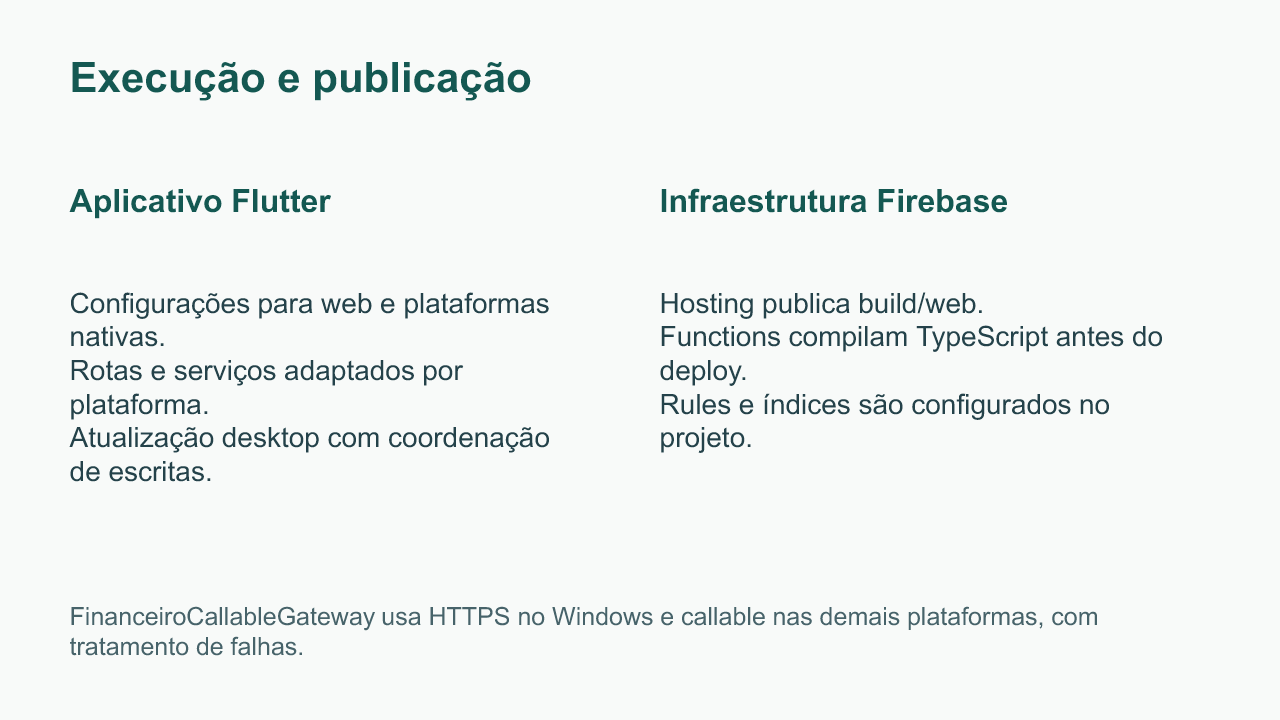 Execução e publicação
Aplicativo Flutter
Configurações para web e plataformas
nativas.
Rotas e serviços adaptados por
plataforma.
Atualização desktop com coordenação
de escritas.
Infraestrutura Firebase
Hosting publica build/web.
Functions compilam TypeScript antes do
deploy.
Rules e índices são configurados no
projeto.
FinanceiroCallableGateway usa HTTPS no Windows e callable nas demais plataformas, com
tratamento de falhas.